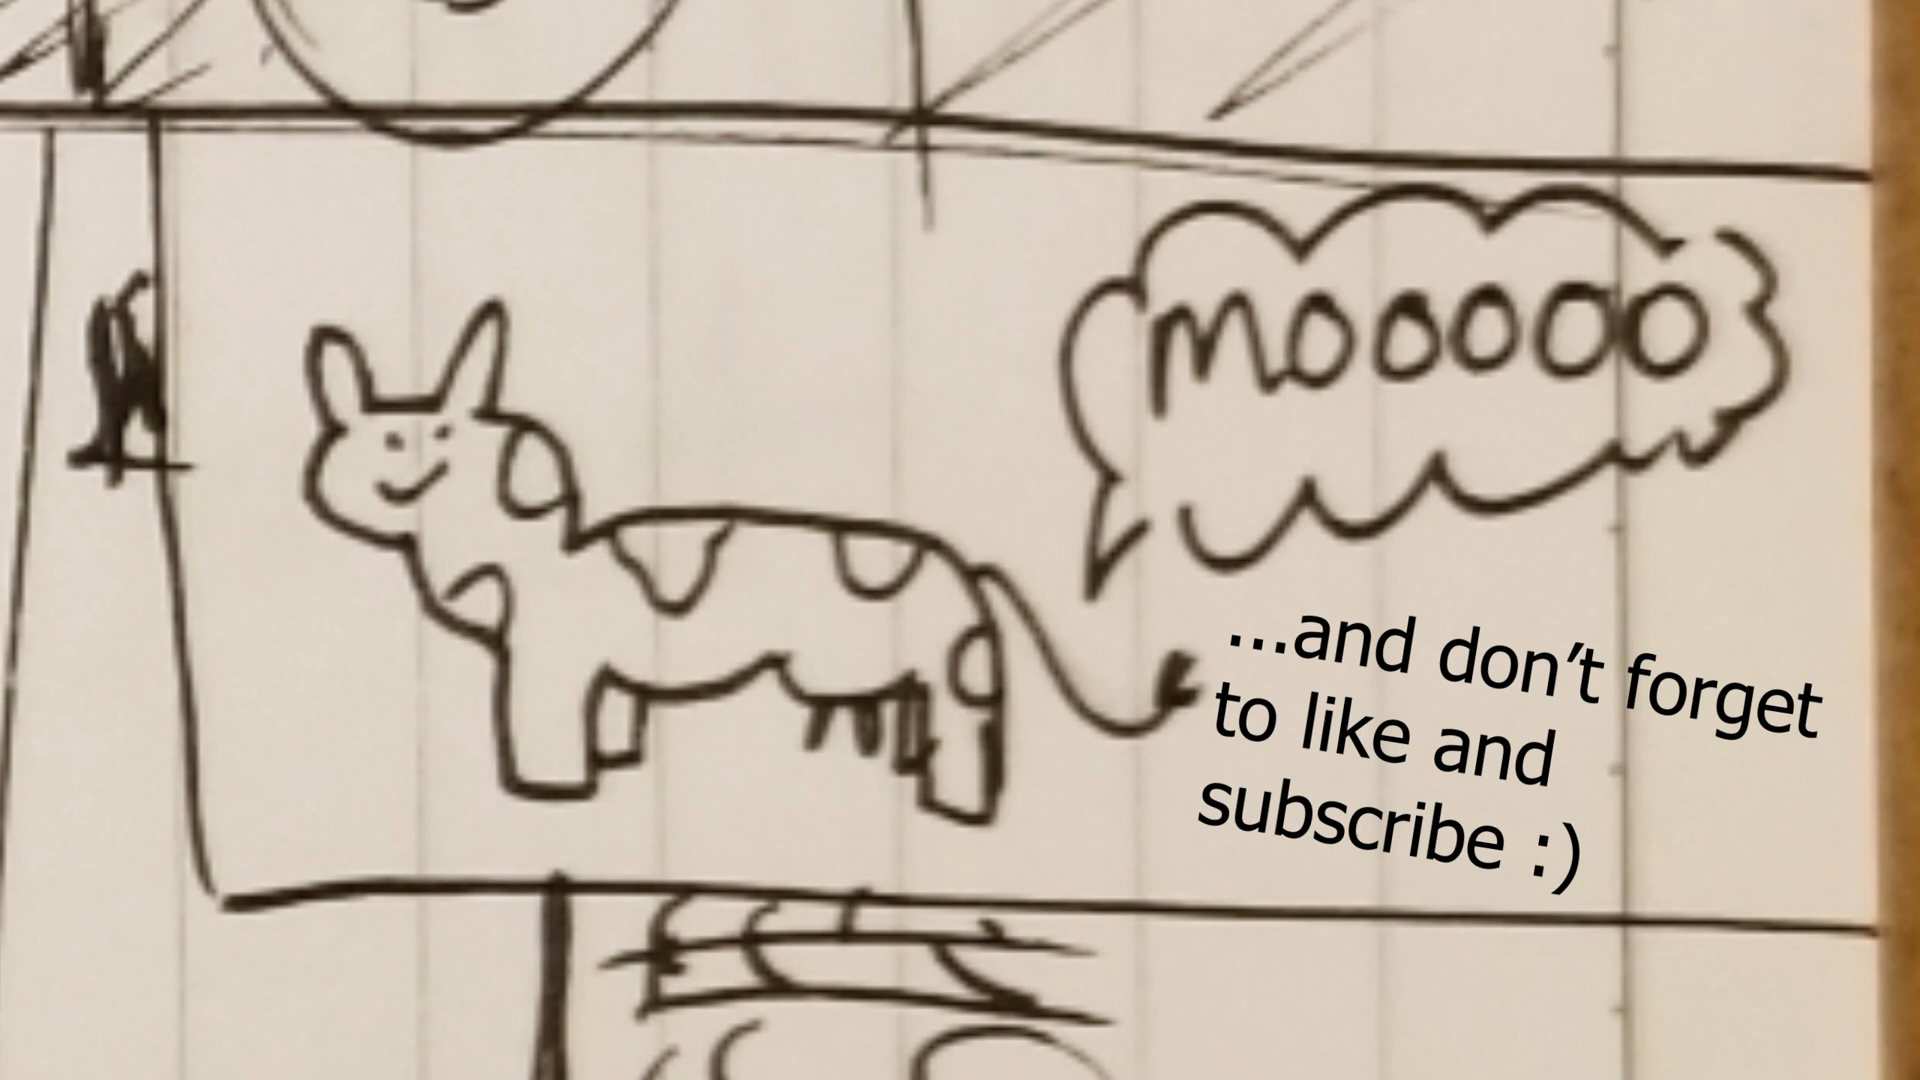 mooooo
...and don't forget
to like and
subscribe :)